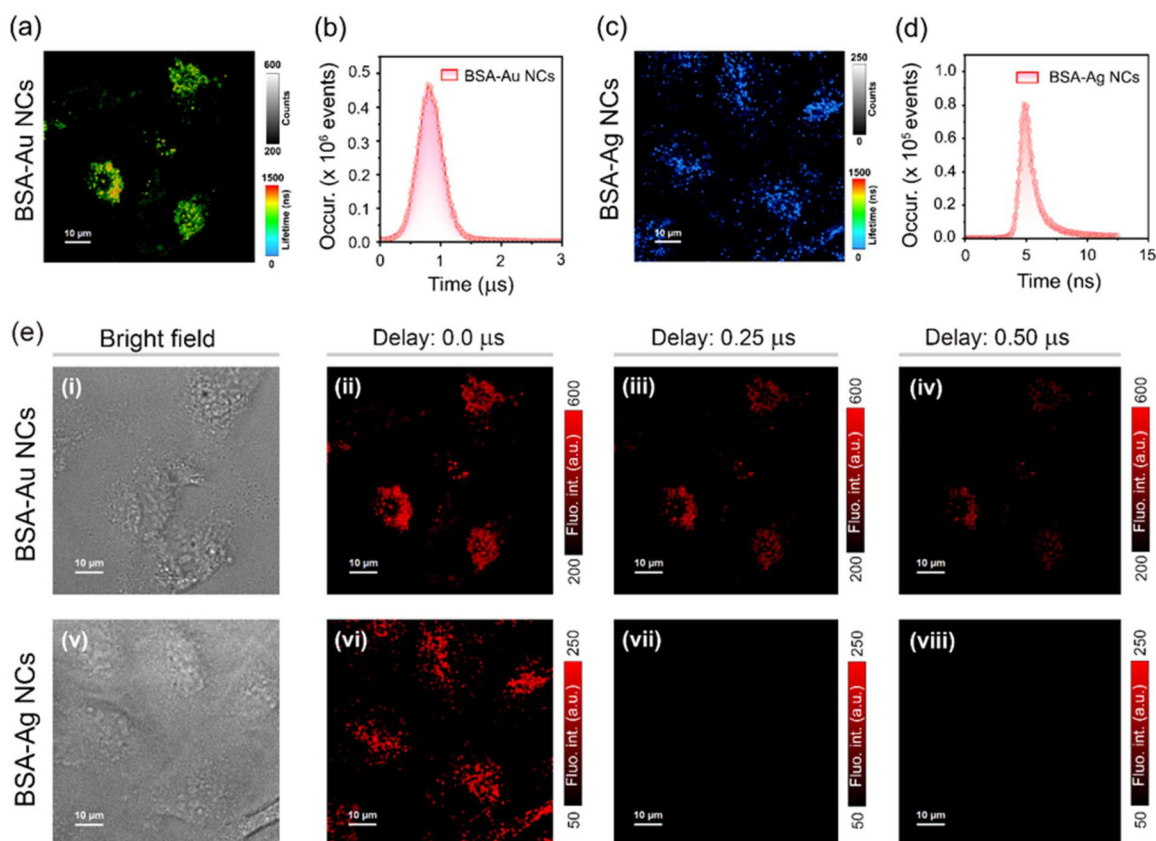 (a)
BSA-Au NCs
600
Counts
200
1500
Lifetime (ns)
0
10 µm
(b)
BSA-Au NCs
Occur. (x 10⁶ events)
0.5
0.4
0.3
0.2
0.1
0.0
0 1 2 3
Time (µs)
(c)
BSA-Ag NCs
250
Counts
0
1500
Lifetime (ns)
0
10 µm
(d)
BSA-Ag NCs
Occur. (x 10⁵ events)
1.0
0.8
0.6
0.4
0.2
0.0
0 5 10 15
Time (ns)
(e)
Bright field
Delay: 0.0 µs
Delay: 0.25 µs
Delay: 0.50 µs
BSA-Au NCs
(i)
10 µm
(ii)
10 µm
600
Fluo. int. (a.u.)
200
(iii)
10 µm
600
Fluo. int. (a.u.)
200
(iv)
10 µm
600
Fluo. int. (a.u.)
200
BSA-Ag NCs
(v)
10 µm
(vi)
10 µm
250
Fluo. int. (a.u.)
50
(vii)
10 µm
250
Fluo. int. (a.u.)
50
(viii)
10 µm
250
Fluo. int. (a.u.)
50